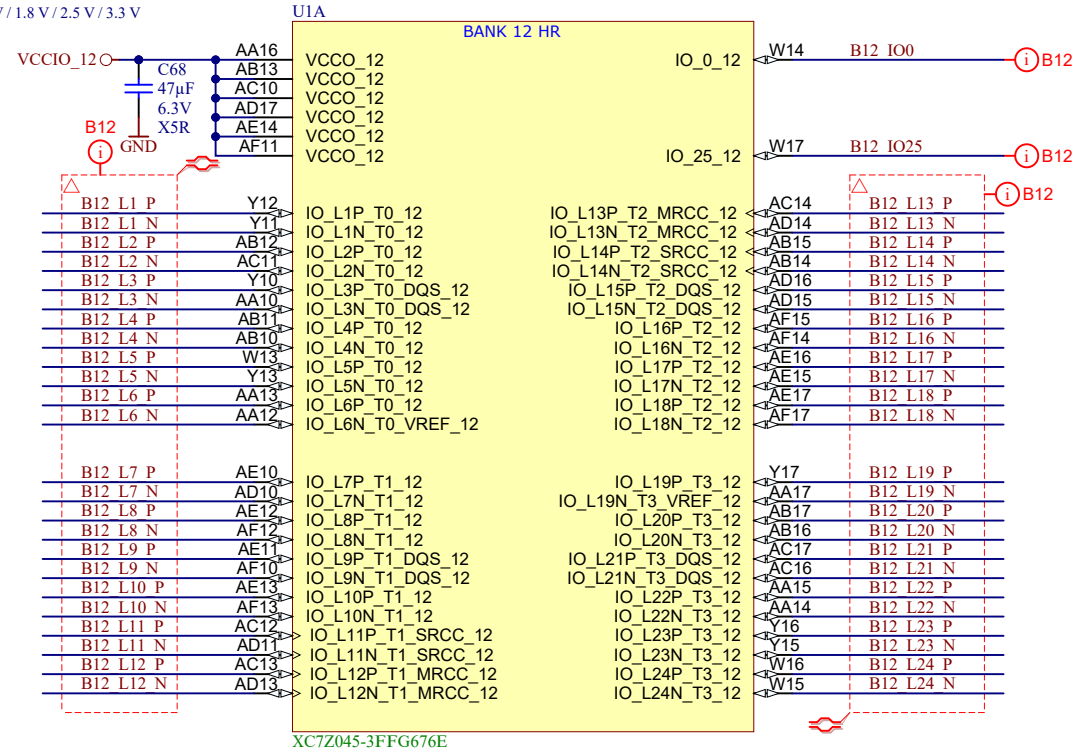 / 1.8 V / 2.5 V / 3.3 V
U1A
BANK 12 HR
VCCIO_12
C68
47µF
6.3V
X5R
GND
AA16 VCCO_12
AB13 VCCO_12
AC10 VCCO_12
AD17 VCCO_12
AE14 VCCO_12
AF11 VCCO_12
IO_0_12 W14 B12_IO0 i B12
IO_25_12 W17 B12_IO25 i B12
B12 i
i B12
B12_L1_P Y12 IO_L1P_T0_12
B12_L1_N Y11 IO_L1N_T0_12
B12_L2_P AB12 IO_L2P_T0_12
B12_L2_N AC11 IO_L2N_T0_12
B12_L3_P Y10 IO_L3P_T0_DQS_12
B12_L3_N AA10 IO_L3N_T0_DQS_12
B12_L4_P AB11 IO_L4P_T0_12
B12_L4_N AB10 IO_L4N_T0_12
B12_L5_P W13 IO_L5P_T0_12
B12_L5_N Y13 IO_L5N_T0_12
B12_L6_P AA13 IO_L6P_T0_12
B12_L6_N AA12 IO_L6N_T0_VREF_12
B12_L7_P AE10 IO_L7P_T1_12
B12_L7_N AD10 IO_L7N_T1_12
B12_L8_P AE12 IO_L8P_T1_12
B12_L8_N AF12 IO_L8N_T1_12
B12_L9_P AE11 IO_L9P_T1_DQS_12
B12_L9_N AF10 IO_L9N_T1_DQS_12
B12_L10_P AE13 IO_L10P_T1_12
B12_L10_N AF13 IO_L10N_T1_12
B12_L11_P AC12 IO_L11P_T1_SRCC_12
B12_L11_N AD11 IO_L11N_T1_SRCC_12
B12_L12_P AC13 IO_L12P_T1_MRCC_12
B12_L12_N AD13 IO_L12N_T1_MRCC_12
IO_L13P_T2_MRCC_12 AC14 B12_L13_P
IO_L13N_T2_MRCC_12 AD14 B12_L13_N
IO_L14P_T2_SRCC_12 AB15 B12_L14_P
IO_L14N_T2_SRCC_12 AB14 B12_L14_N
IO_L15P_T2_DQS_12 AD16 B12_L15_P
IO_L15N_T2_DQS_12 AD15 B12_L15_N
IO_L16P_T2_12 AF15 B12_L16_P
IO_L16N_T2_12 AF14 B12_L16_N
IO_L17P_T2_12 AE16 B12_L17_P
IO_L17N_T2_12 AE15 B12_L17_N
IO_L18P_T2_12 AE17 B12_L18_P
IO_L18N_T2_12 AF17 B12_L18_N
IO_L19P_T3_12 Y17 B12_L19_P
IO_L19N_T3_VREF_12 AA17 B12_L19_N
IO_L20P_T3_12 AB17 B12_L20_P
IO_L20N_T3_12 AB16 B12_L20_N
IO_L21P_T3_DQS_12 AC17 B12_L21_P
IO_L21N_T3_DQS_12 AC16 B12_L21_N
IO_L22P_T3_12 AA15 B12_L22_P
IO_L22N_T3_12 AA14 B12_L22_N
IO_L23P_T3_12 Y16 B12_L23_P
IO_L23N_T3_12 Y15 B12_L23_N
IO_L24P_T3_12 W16 B12_L24_P
IO_L24N_T3_12 W15 B12_L24_N
XC7Z045-3FFG676E